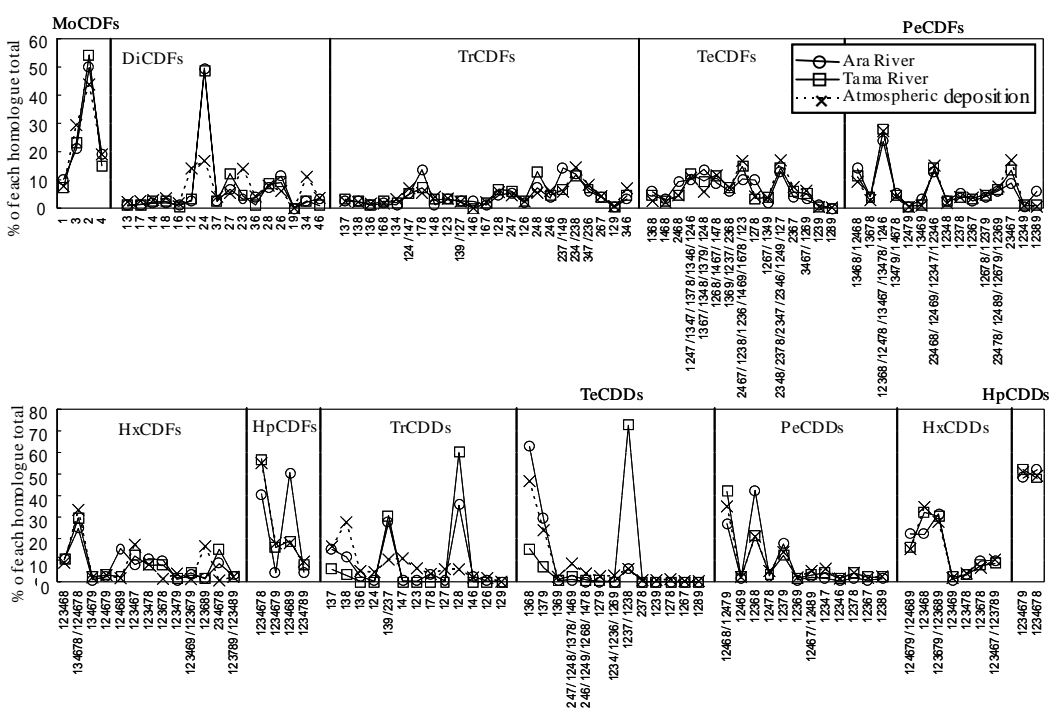 MoCDFs
PeCDFs
DiCDFs
TrCDFs
TeCDFs
Ara River
Tama River
Atmospheric deposition
% of each homologue total
60
50
40
30
20
10
0
1
3
2
4
13
17
14
18
16
12
24
37
27
23
36
28
26
19
34
46
137
138
136
168
134
124 / 147
178
148
123
139 / 127
146
167
128
247
126
248
246
237 / 149
234 / 238
347 / 239
267
129
346
1368
1468
2468
1247 / 1347 / 1378 / 1346 / 1246
1367 / 1348 / 1379 / 1248
1268 / 1467 / 1478
1369 / 1237 / 2368
2467 / 1238 / 1236 / 1469 / 1678 / 123
1278
1267 / 1349
2348 / 2378 / 2347 / 2346 / 1249 / 127
2367
3467 / 1269
1239
1289
13468 / 12468
13678
12368 / 12478 / 13467 / 13478 / 1246
13479 / 14678
12479
13469
23468 / 12469 / 12347 / 12346
12348
12378
12367
12678 / 12379
23478 / 12489 / 12679 / 12369
23467
12349
12389
TeCDDs
HpCDDs
HxCDFs
HpCDFs
TrCDDs
PeCDDs
HxCDDs
% of each homologue total
80
70
60
50
40
30
20
10
0
123468
134678 / 124678
134679
124679
124689
123467
123478
123678
123479
123469 / 123679
123689
234678
123789 / 123489
1234678
1234679
1234689
1234789
137
138
136
124
139 / 237
147
123
178
127
128
146
126
129
1368
1379
1369
247 / 1248 / 1378 / 1469
246 / 1249 / 1268 / 1478
1279
1234 / 1236 / 1269
1237 / 1238
2378
1239
1278
1267
1289
12468 / 12479
12469
12368
12478
12379
12369
12467 / 12489
12347
12346
12378
12367
12389
124679 / 124689
123468
123679 / 123689
123469
123478
123678
123467 / 123789
1234679
1234678